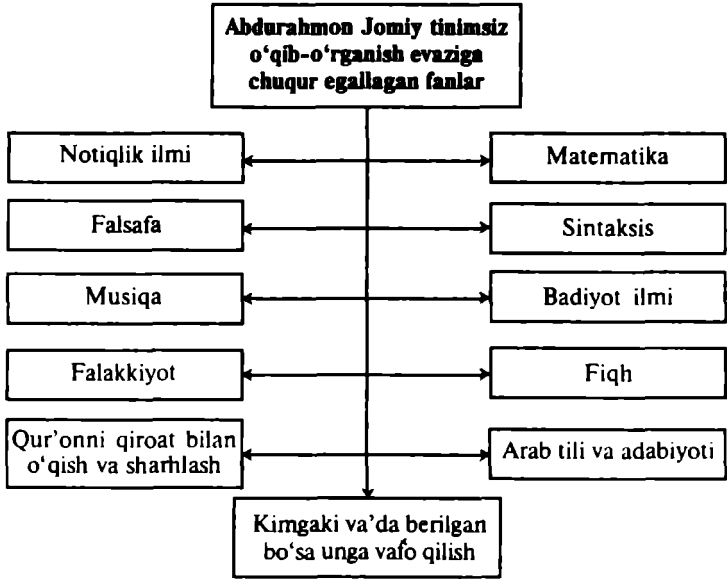 Abdurahmon Jomiy tinimsiz
o‘qib-o‘rganish evaziga
chuqur egallagan fanlar
Notiqlik ilmi
Matematika
Falsafa
Sintaksis
Musiqa
Badiyot ilmi
Falakkiyot
Fiqh
Qur’onni qiroat bilan
o‘qish va sharhlash
Arab tili va adabiyoti
Kimgaki va’da berilgan
bo‘sa unga vafo qilish